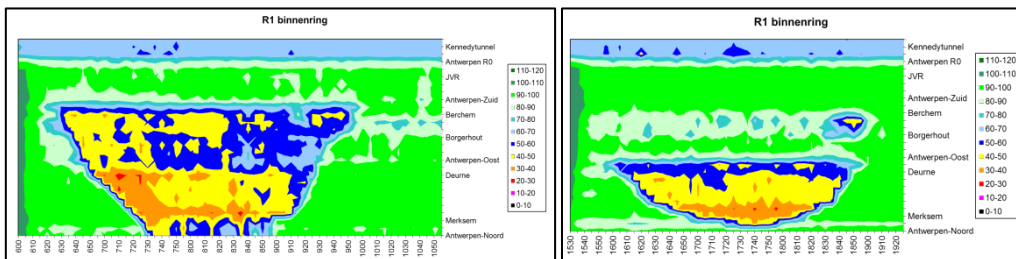 R1 binnenring
Kennedytunnel
Antwerpen R0
JVR
Antwerpen-Zuid
Berchem
Borgerhout
Antwerpen-Oost
Deurne
Merksem
Antwerpen-Noord
110-120
100-110
90-100
80-90
70-80
60-70
50-60
40-50
30-40
20-30
10-20
0-10
600 610 620 630 640 650 700 710 720 730 740 750 800 810 820 830 840 850 900 910 920 930 940 950 1000 1010 1020 1030 1040 1050
R1 binnenring
Kennedytunnel
Antwerpen R0
JVR
Antwerpen-Zuid
Berchem
Borgerhout
Antwerpen-Oost
Deurne
Merksem
Antwerpen-Noord
110-120
100-110
90-100
80-90
70-80
60-70
50-60
40-50
30-40
20-30
10-20
0-10
1530 1540 1550 1600 1610 1620 1630 1640 1650 1700 1710 1720 1730 1740 1750 1800 1810 1820 1830 1840 1850 1900 1910 1920